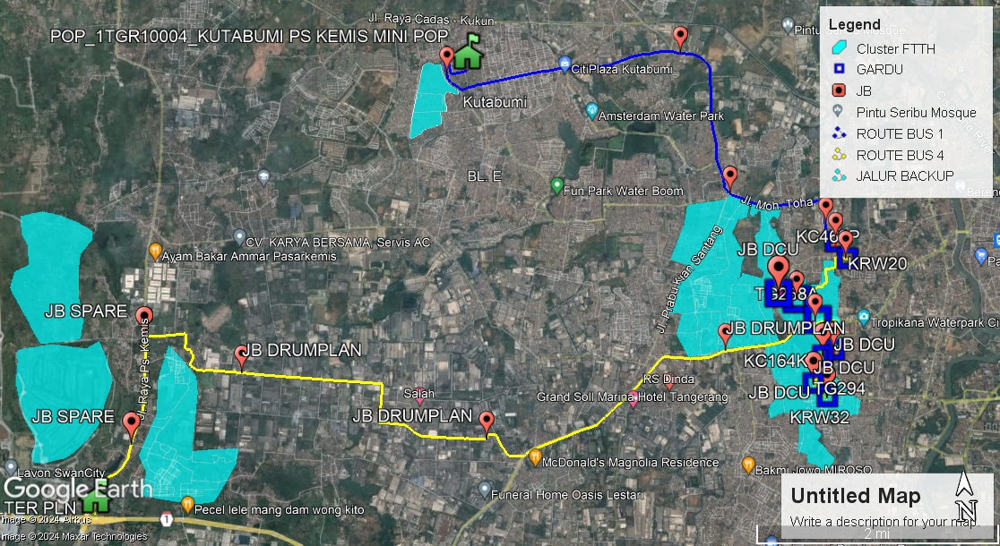 Jl. Raya Cadas - Kukun
POP_1TGR10004_KUTABUMI PS KEMIS MINI POP
CitiPlaza Kutabumi
Kutabumi
Amsterdam Water Park
BL. E
Fun Park Water Boom
Jl. Moh. Toha
Legend
Cluster FTTH
GARDU
JB
Pintu Seribu Mosque
ROUTE BUS 1
ROUTE BUS 4
JALUR BACKUP
CV. KARYA BERSAMA, Servis AC
Ayam Bakar Ammar Pasarkemis
Jl. Prabu Kian Santang
JB DCU
KRW20
TG268A
Tropikana Waterpark Ci
JB SPARE
Jl. Raya Ps. Kemis
JB DRUMPLAN
JB DRUMPLAN
JB DCU
KC164K
JB DCU
RS Dinda
Salah
Grand Soll Marina Hotel Tangerang
JB DCU
TG294
JB SPARE
JB DRUMPLAN
KRW32
McDonald's Magnolia Residence
Bakmi Jowo MIROSO
Lavon SwanCity
Google Earth
TER PLN
Funeral Home Oasis Lestari
Pecel lele mang dam wong kito
1
Image © 2024 Airbus
Image © 2024 Maxar Technologies
Untitled Map
Write a description for your map.
N
2 mi